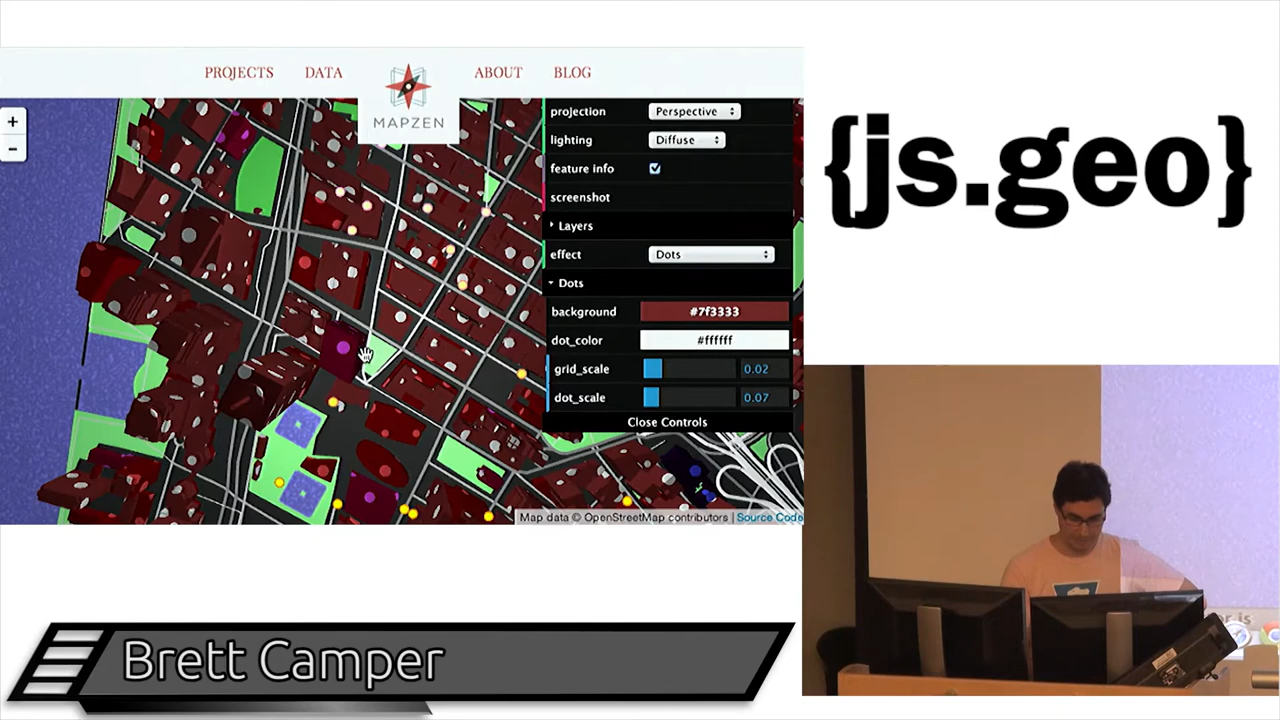 PROJECTS
DATA
MAPZEN
ABOUT
BLOG
+
-
projection
Perspective
lighting
Diffuse
feature info
screenshot
Layers
effect
Dots
Dots
background
#7f3333
dot_color
#ffffff
grid_scale
0.02
dot_scale
0.07
Close Controls
Map data © OpenStreetMap contributors | Source Code
{js.geo}
Brett Camper